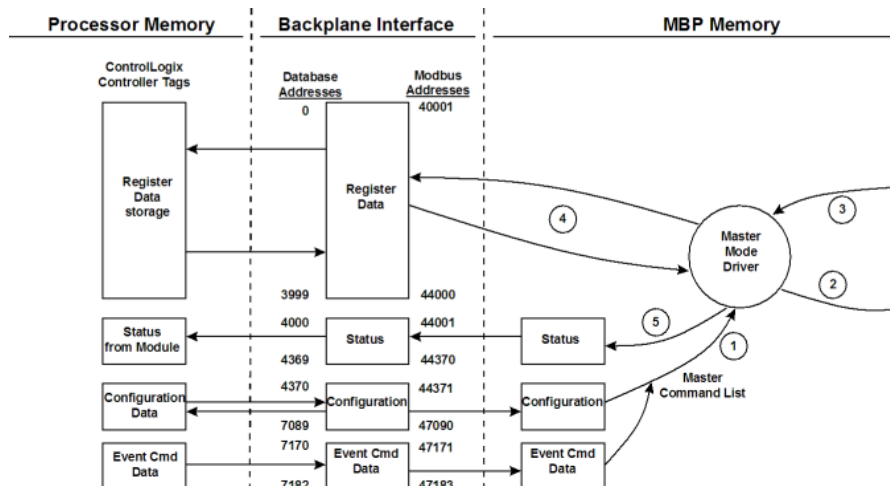 Processor Memory
Backplane Interface
MBP Memory
ControlLogix
Controller Tags
Database
Addresses
Modbus
Addresses
0
40001
Register
Data
storage
Register
Data
4
Master
Mode
Driver
3
2
3999
44000
4000
44001
Status
from Module
Status
Status
5
1
4369
44370
4370
44371
Master
Command List
Configuration
Data
Configuration
Configuration
7089
47090
7170
47171
Event Cmd
Data
Event Cmd
Data
Event Cmd
Data
7182
47183